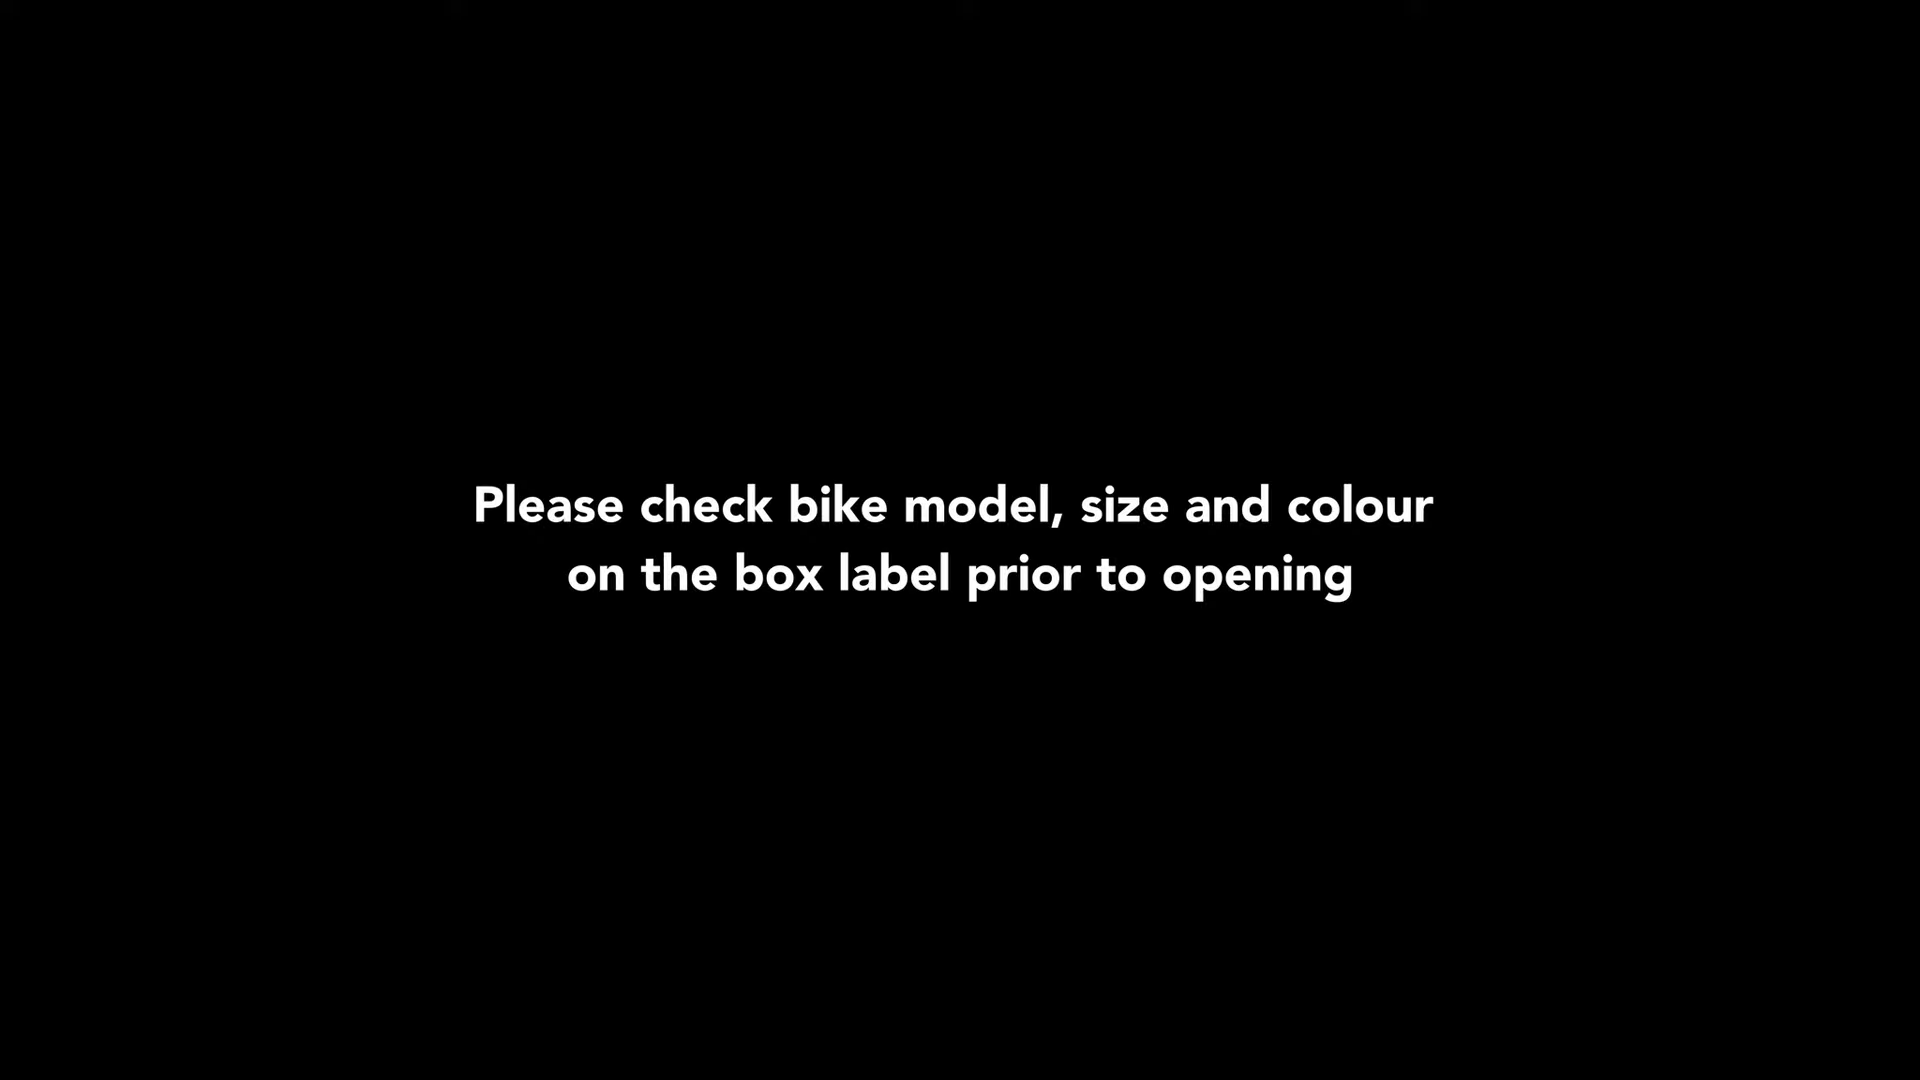 Please check bike model, size and colour
on the box label prior to opening